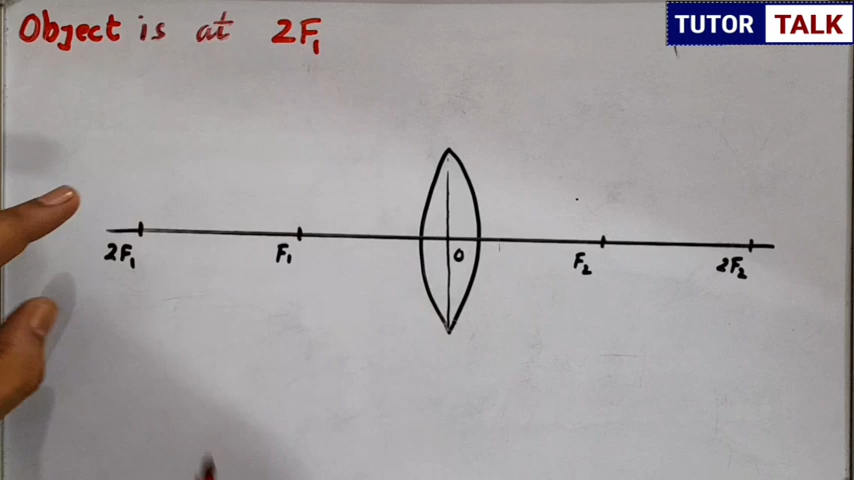 Object is at 2F₁
TUTOR TALK
2F₁ F₁ O F₂ 2F₂